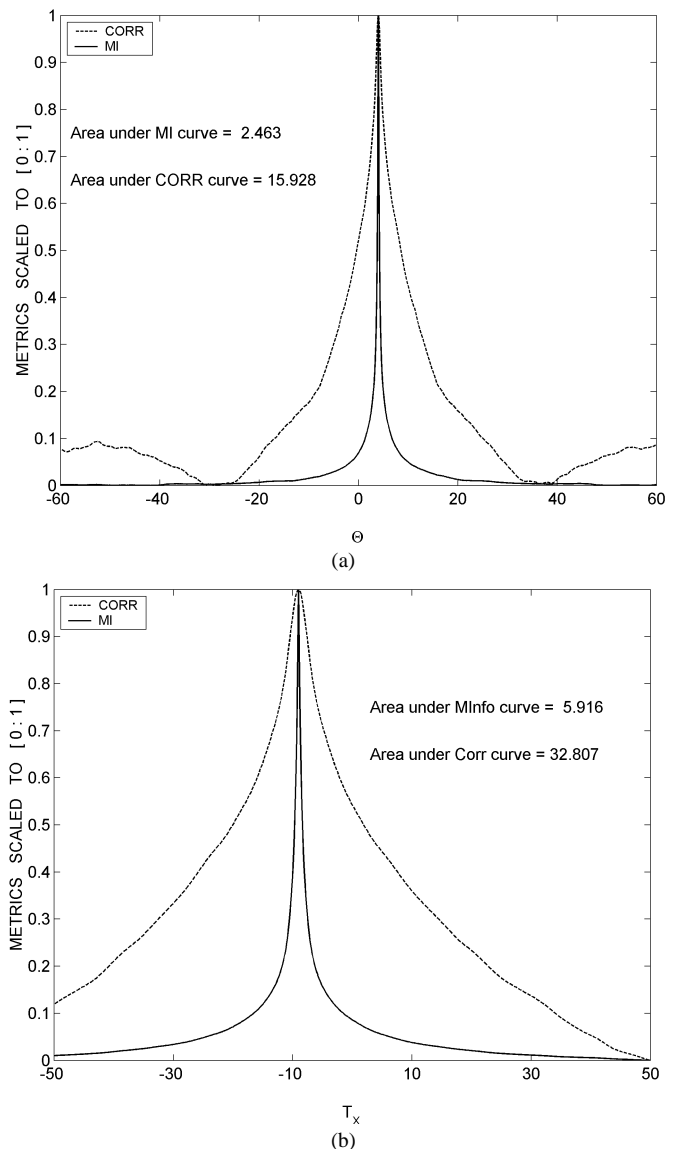 1
CORR
MI
0.9
0.8
Area under MI curve = 2.463
0.7
Area under CORR curve = 15.928
0.6
0.5
0.4
0.3
0.2
0.1
0
METRICS SCALED TO [ 0 : 1 ]
-60 -40 -20 0 20 40 60
Θ
(a)
1
CORR
MI
0.9
0.8
Area under MInfo curve = 5.916
0.7
Area under Corr curve = 32.807
0.6
0.5
0.4
0.3
0.2
0.1
0
METRICS SCALED TO [ 0 : 1 ]
-50 -30 -10 10 30 50
T_X
(b)